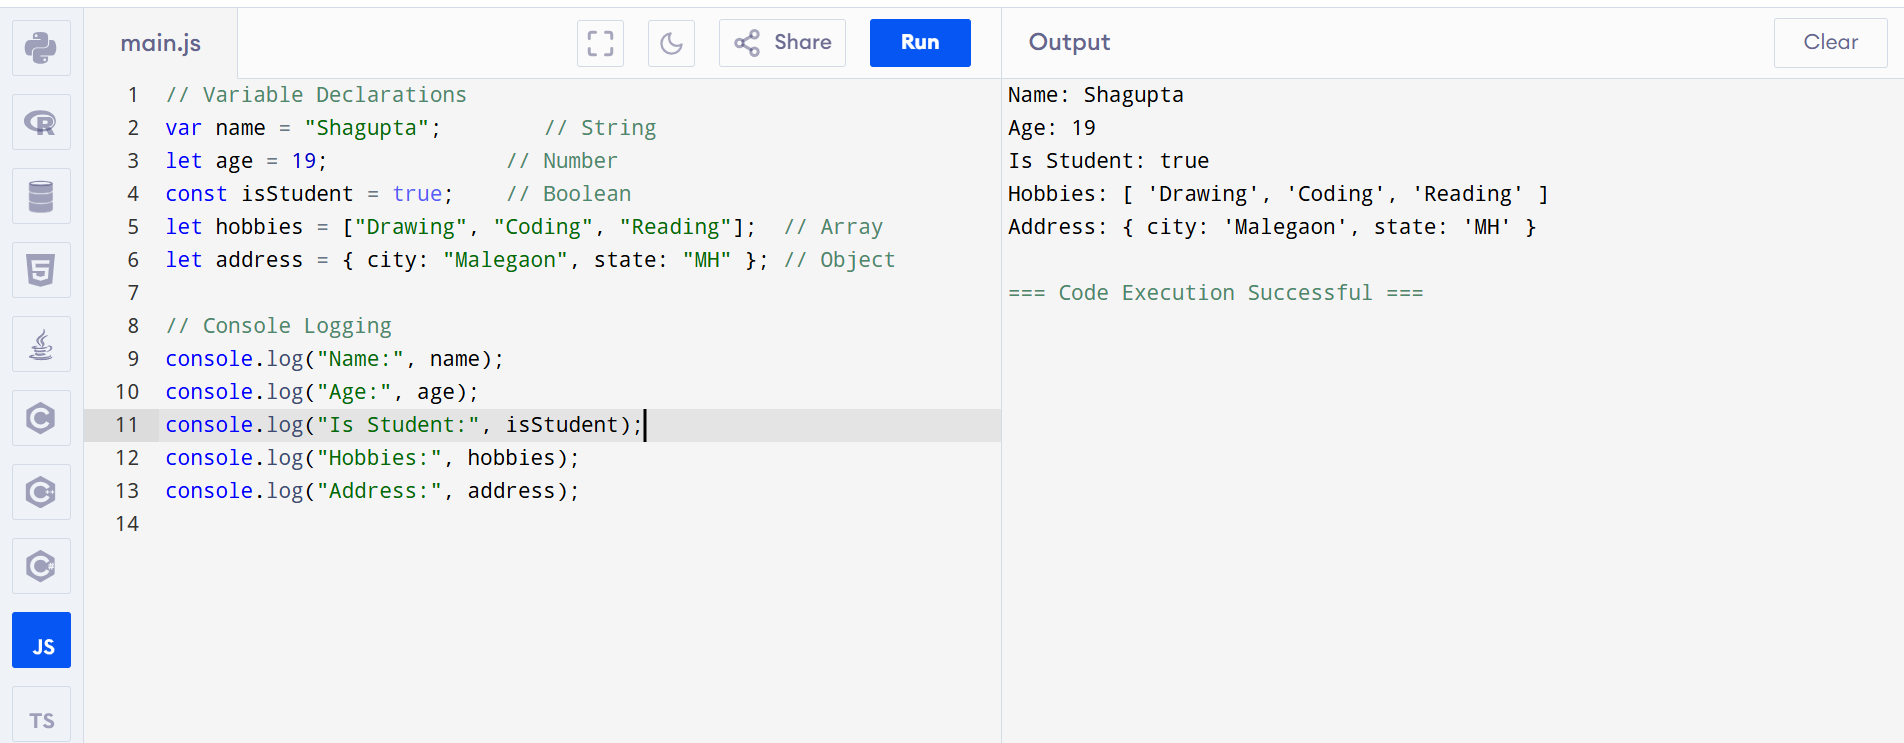 main.js
Share
Run
Output
Clear
1 // Variable Declarations
2 var name = "Shagupta";        // String
3 let age = 19;              // Number
4 const isStudent = true;    // Boolean
5 let hobbies = ["Drawing", "Coding", "Reading"];  // Array
6 let address = { city: "Malegaon", state: "MH" }; // Object
7
8 // Console Logging
9 console.log("Name:", name);
10 console.log("Age:", age);
11 console.log("Is Student:", isStudent);
12 console.log("Hobbies:", hobbies);
13 console.log("Address:", address);
14
Name: Shagupta
Age: 19
Is Student: true
Hobbies: [ 'Drawing', 'Coding', 'Reading' ]
Address: { city: 'Malegaon', state: 'MH' }
=== Code Execution Successful ===
R
5
C
C++
C#
JS
TS